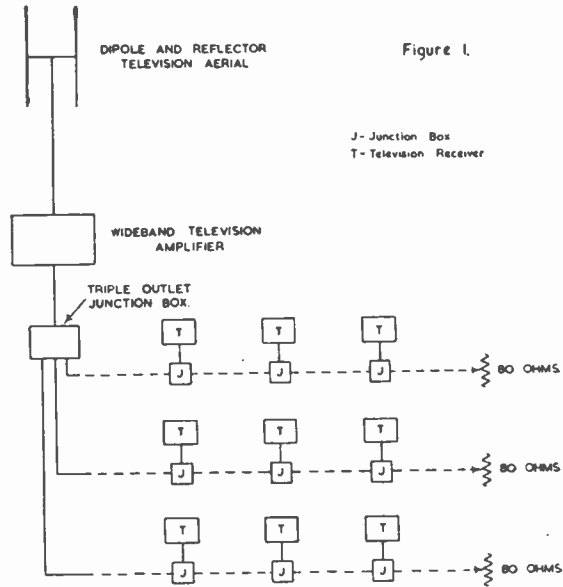 DIPOLE AND REFLECTOR
TELEVISION AERIAL
Figure 1.
J - Junction Box
T - Television Receiver
WIDEBAND TELEVISION
AMPLIFIER
TRIPLE OUTLET
JUNCTION BOX.
T T T
J J J 80 OHMS.
T T T
J J J 80 OHMS
T T T
J J J 80 OHMS